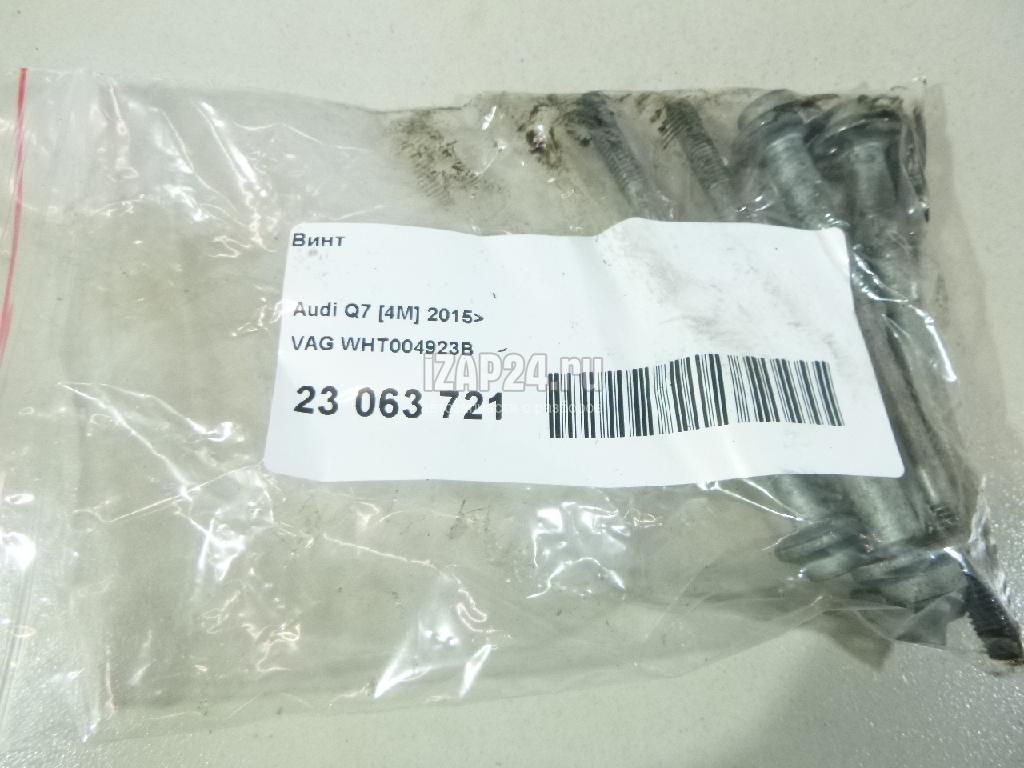 Винт
Audi Q7 [4M] 2015>
VAG WHT004923B
iZAP24.ru
23 063 721